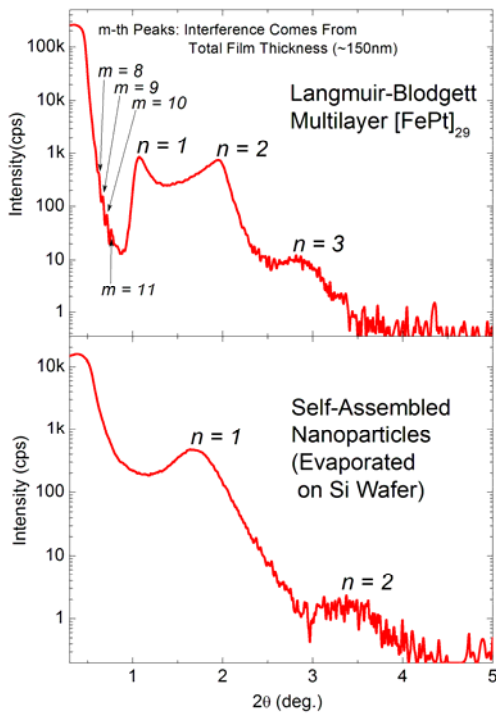 m-th Peaks: Interference Comes From
Total Film Thickness (~150nm)
100k
10k
1k
100
10
1
Intensity(cps)
m = 8
m = 9
m = 10
m = 11
n = 1
n = 2
n = 3
Langmuir-Blodgett
Multilayer [FePt]29
10k
1k
100
10
1
Intensity (cps)
n = 1
n = 2
Self-Assembled
Nanoparticles
(Evaporated
on Si Wafer)
1 2 3 4 5
2θ (deg.)